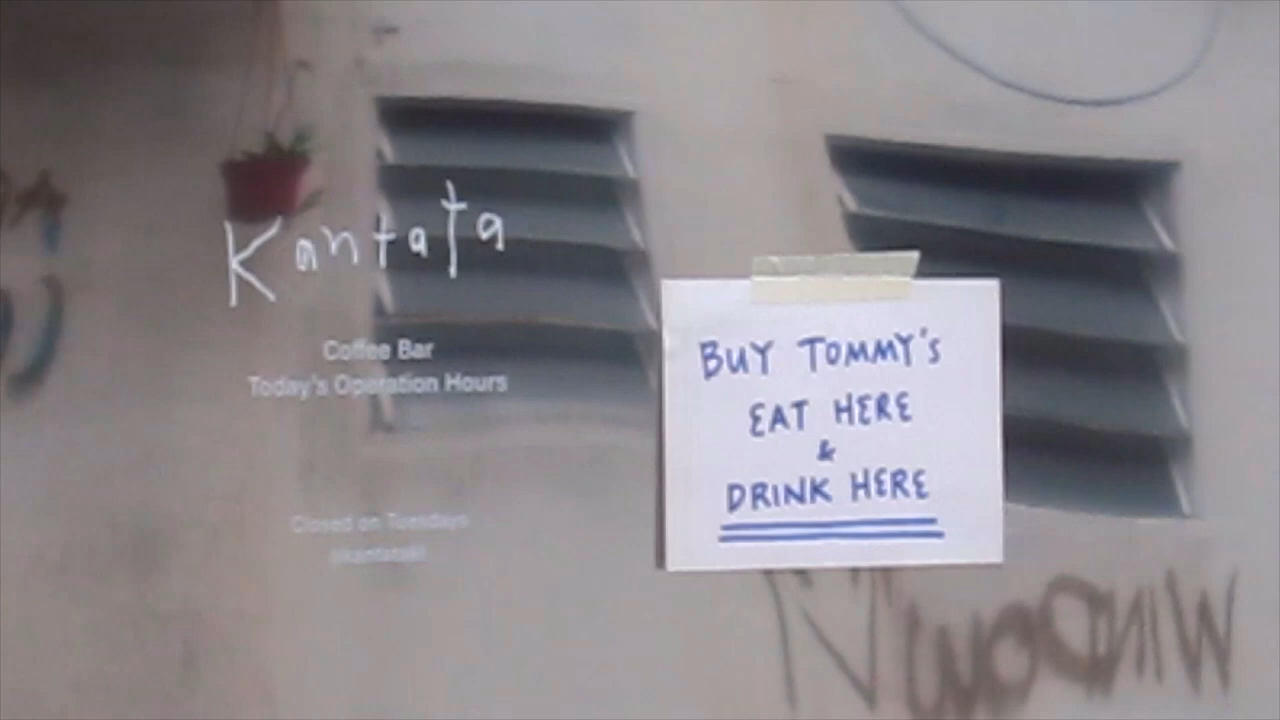 Kantata
Coffee Bar
Today's Operation Hours
Closed on Tuesdays
BUY TOMMY'S
EAT HERE
&
DRINK HERE